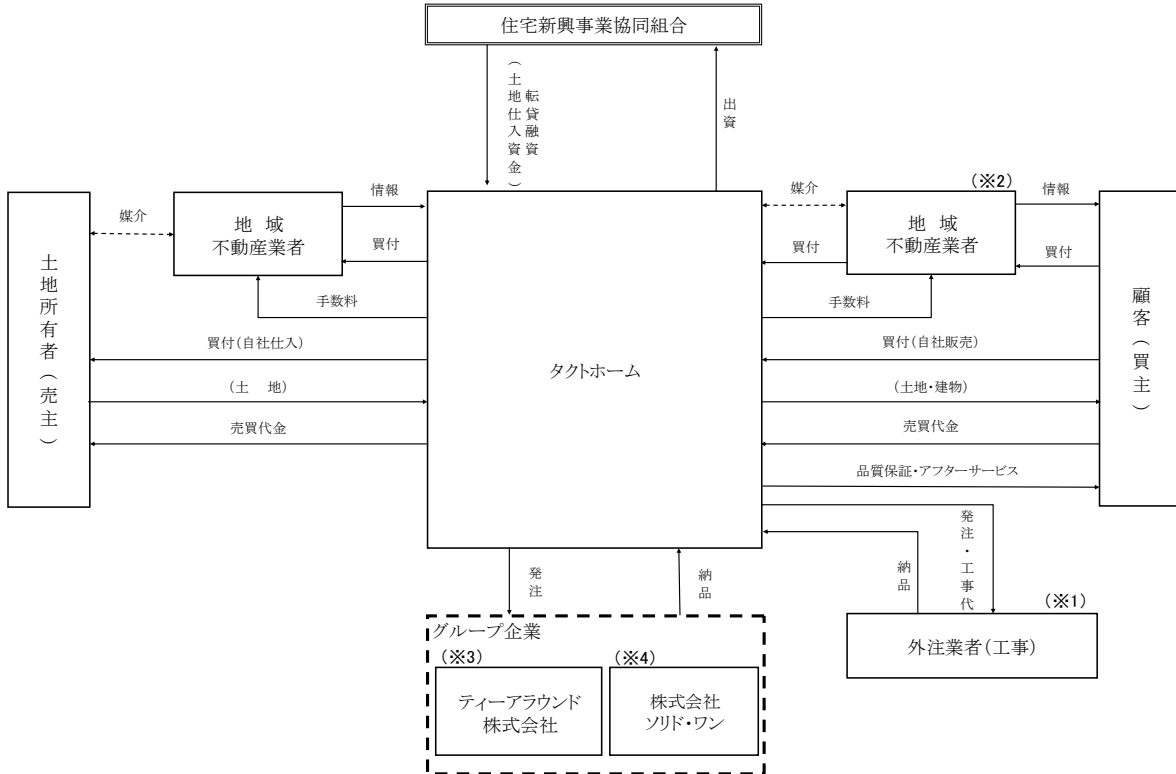 住宅新興事業協同組合
転貸融資
(土地仕入資金)
出資
土地所有者(売主)
媒介
地 域
不動産業者
情報
買付
手数料
買付(自社仕入)
(土 地)
売買代金
タクトホーム
媒介
(※2)
地 域
不動産業者
情報
買付
買付
手数料
買付(自社販売)
(土地・建物)
売買代金
品質保証・アフターサービス
顧客(買主)
発注
納品
納品
発注・工事代
(※1)
外注業者(工事)
グループ企業
(※3)
ティーアラウンド
株式会社
(※4)
株式会社
ソリド・ワン